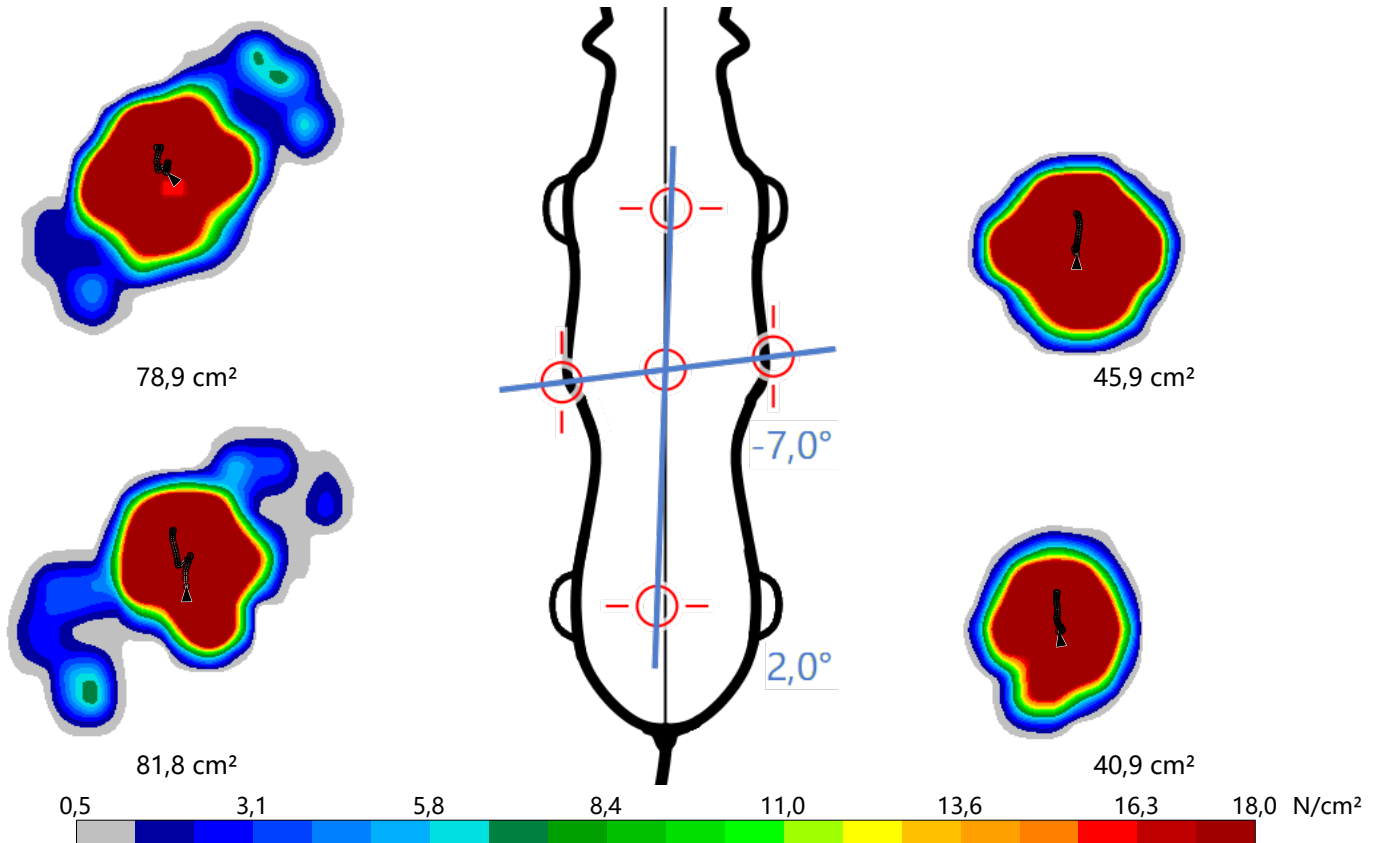 78,9 cm²
45,9 cm²
-7,0°
2,0°
81,8 cm²
40,9 cm²
0,5 3,1 5,8 8,4 11,0 13,6 16,3 18,0 N/cm²